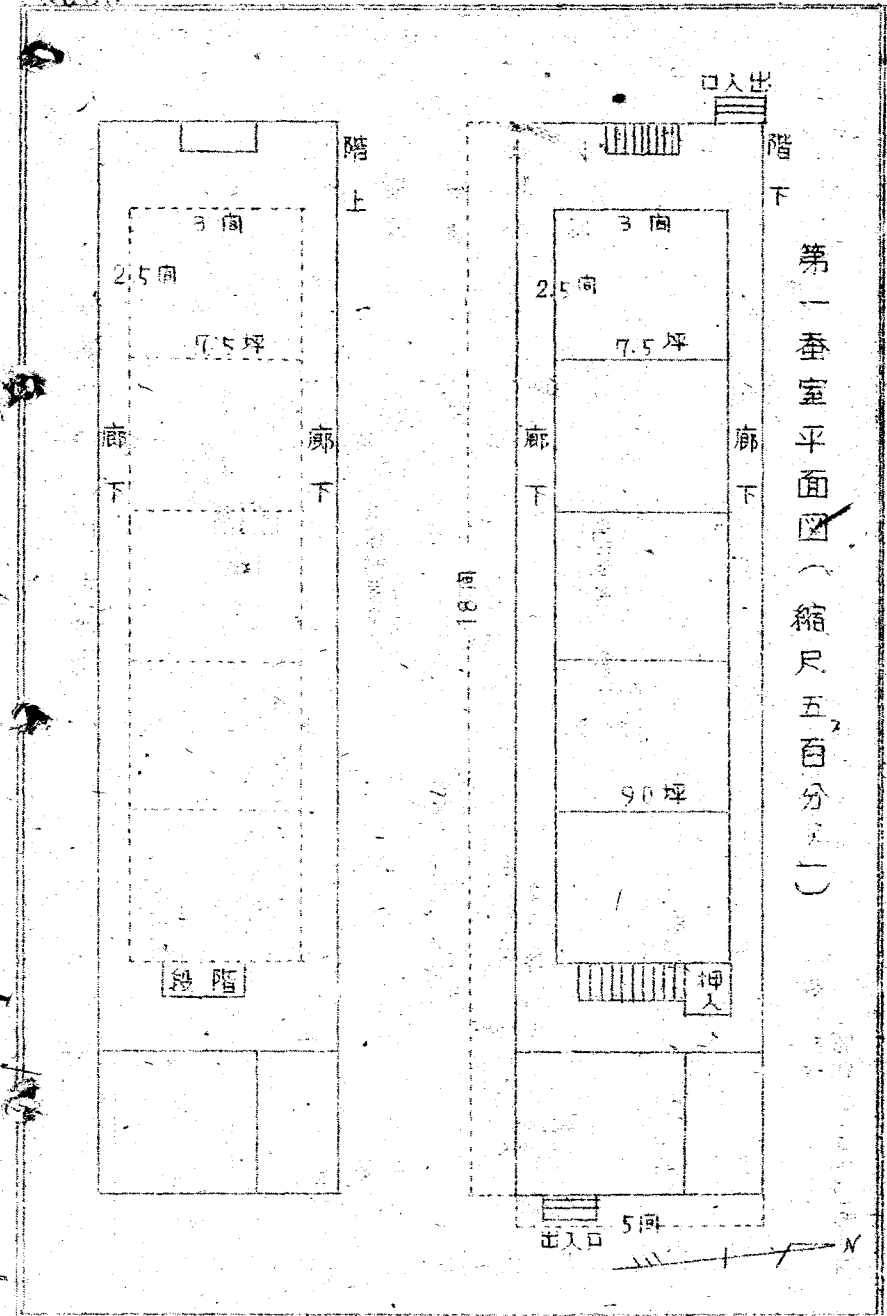 第一蚕室平面図（縮尺五百分之一）
口入出
階下
3間
2.5間
7.5坪
廊下
廊下
90坪
押入
18間
出入口
5間
N
階上
3間
2.5間
7.5坪
廊下
廊下
段階